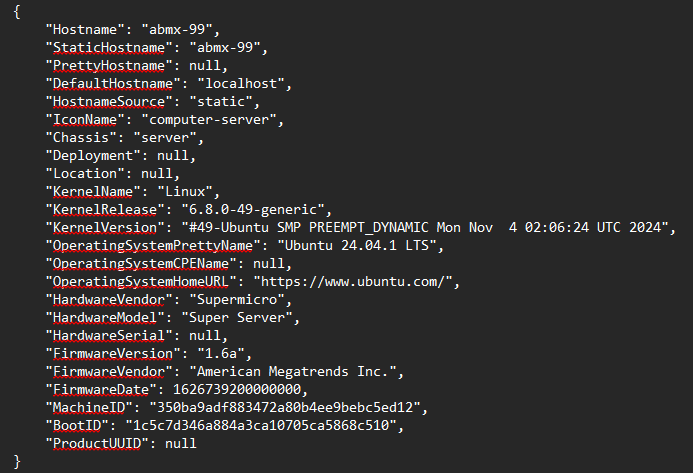 {
    "Hostname": "abmx-99",
    "StaticHostname": "abmx-99",
    "PrettyHostname": null,
    "DefaultHostname": "localhost",
    "HostnameSource": "static",
    "IconName": "computer-server",
    "Chassis": "server",
    "Deployment": null,
    "Location": null,
    "KernelName": "Linux",
    "KernelRelease": "6.8.0-49-generic",
    "KernelVersion": "#49-Ubuntu SMP PREEMPT_DYNAMIC Mon Nov  4 02:06:24 UTC 2024",
    "OperatingSystemPrettyName": "Ubuntu 24.04.1 LTS",
    "OperatingSystemCPEName": null,
    "OperatingSystemHomeURL": "https://www.ubuntu.com/",
    "HardwareVendor": "Supermicro",
    "HardwareModel": "Super Server",
    "HardwareSerial": null,
    "FirmwareVersion": "1.6a",
    "FirmwareVendor": "American Megatrends Inc.",
    "FirmwareDate": 1626739200000000,
    "MachineID": "350ba9adf883472a80b4ee9bebc5ed12",
    "BootID": "1c5c7d346a884a3ca10705ca5868c510",
    "ProductUUID": null
}